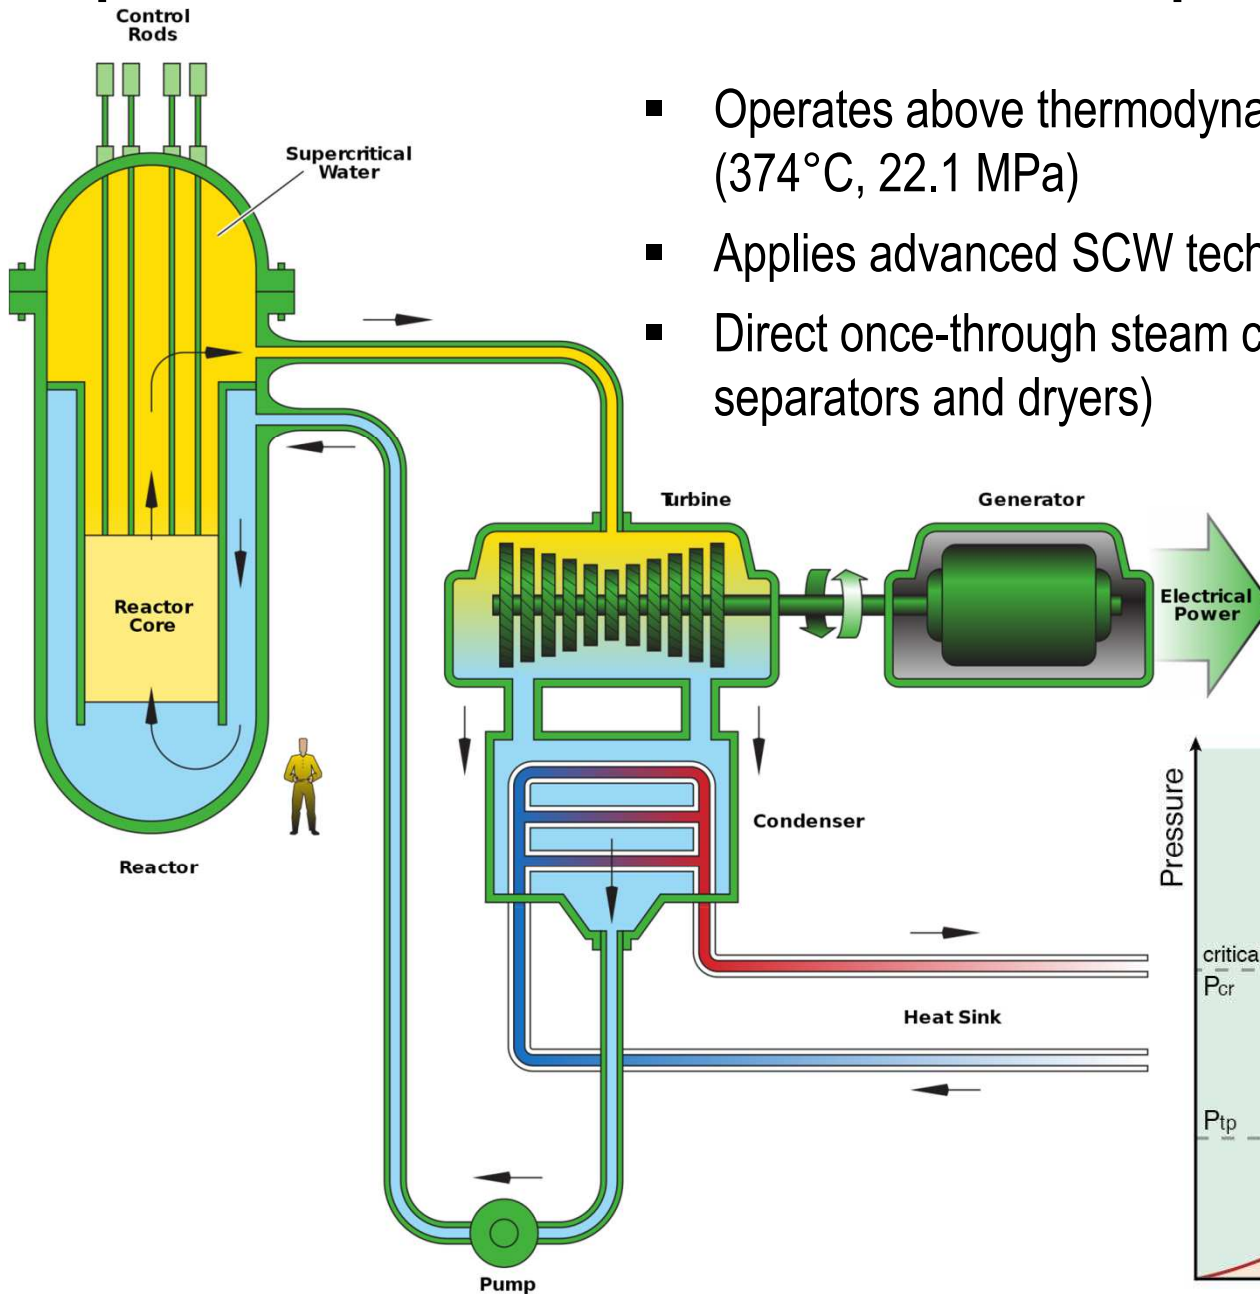 Control
Rods
Supercritical
Water
▪ Operates above thermodyna
(374°C, 22.1 MPa)
▪ Applies advanced SCW tech
▪ Direct once-through steam c
separators and dryers)
Turbine
Generator
Electrical
Power
Reactor
Core
Condenser
Reactor
Pressure
critica
Pcr
Heat Sink
Ptp
Pump